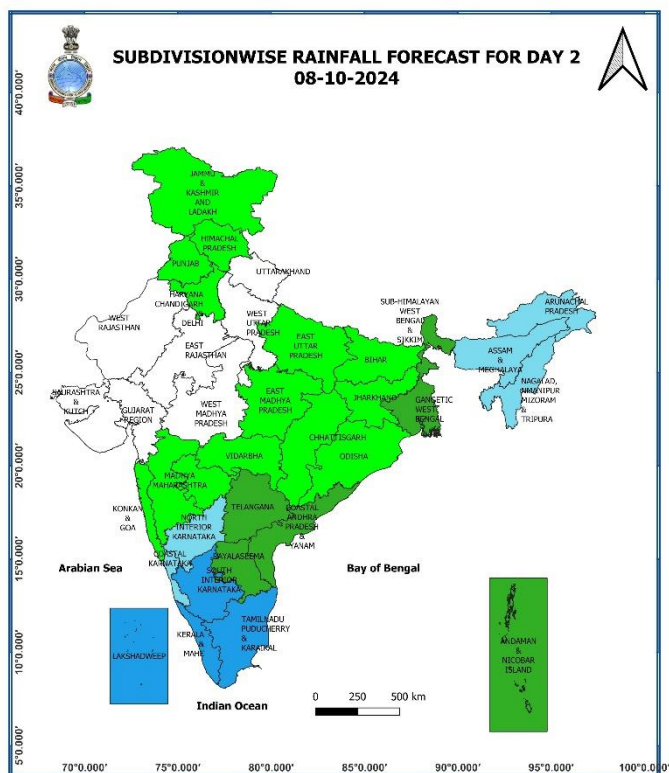 SUBDIVISIONWISE RAINFALL FORECAST FOR DAY 2
08-10-2024
40°0.000'
35°0.000'
30°0.000'
25°0.000'
20°0.000'
15°0.000'
10°0.000'
5°0.000'
JAMMU
&
KASHMIR
AND
LADAKH
HIMACHAL
PRADESH
PUNJAB
UTTARAKHAND
HARYANA
CHANDIGARH
DELHI
WEST
RAJASTHAN
WEST
UTTAR
PRADESH
EAST
RAJASTHAN
EAST
UTTAR
PRADESH
SUB-HIMALAYAN
WEST
BENGAL
&
SIKKIM
ARUNACHAL
PRADESH
ASSAM
&
MEGHALAYA
NAGALAD,
MANIPUR
MIZORAM
&
TRIPURA
BIHAR
SAURASHTRA
&
KUTCH
GUJARAT
REGION
WEST
MADHYA
PRADESH
EAST
MADHYA
PRADESH
JHARKHAND
GANGETIC
WEST
BENGAL
CHHATTISGARH
ODISHA
VIDARBHA
MADHYA
MAHARASHTRA
KONKAN
&
GOA
TELANGANA
COASTAL
ANDHRA
PRADESH
&
YANAM
NORTH
INTERIOR
KARNATAKA
COASTAL
KARNATAKA
RAYALASEEMA
SOUTH
INTERIOR
KARNATAKA
Arabian Sea
Bay of Bengal
TAMILNADU
PUDUCHERRY
&
KARAIKAL
KERALA
&
MAHE
LAKSHADWEEP
ANDAMAN
&
NICOBAR
ISLAND
Indian Ocean
0 250 500 km
70°0.000' 75°0.000' 80°0.000' 85°0.000' 90°0.000' 95°0.000'